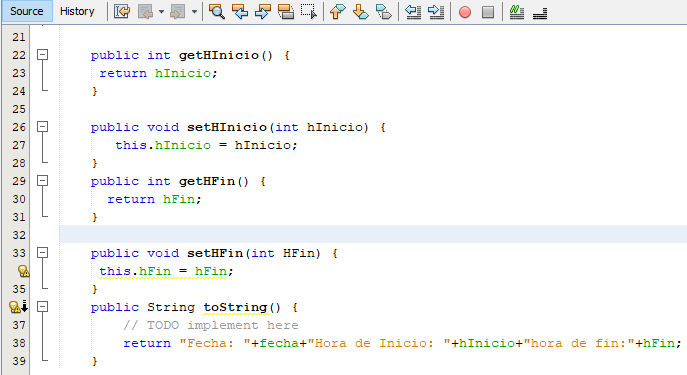 Source History
21
22 public int getHInicio() {
23 return hInicio;
24 }
25
26 public void setHInicio(int hInicio) {
27 this.hInicio = hInicio;
28 }
29 public int getHFin() {
30 return hFin;
31 }
32
33 public void setHFin(int HFin) {
this.hFin = hFin;
35 }
public String toString() {
37 // TODO implement here
38 return "Fecha: "+fecha+"Hora de Inicio: "+hInicio+"hora de fin:"+hFin;
39 }